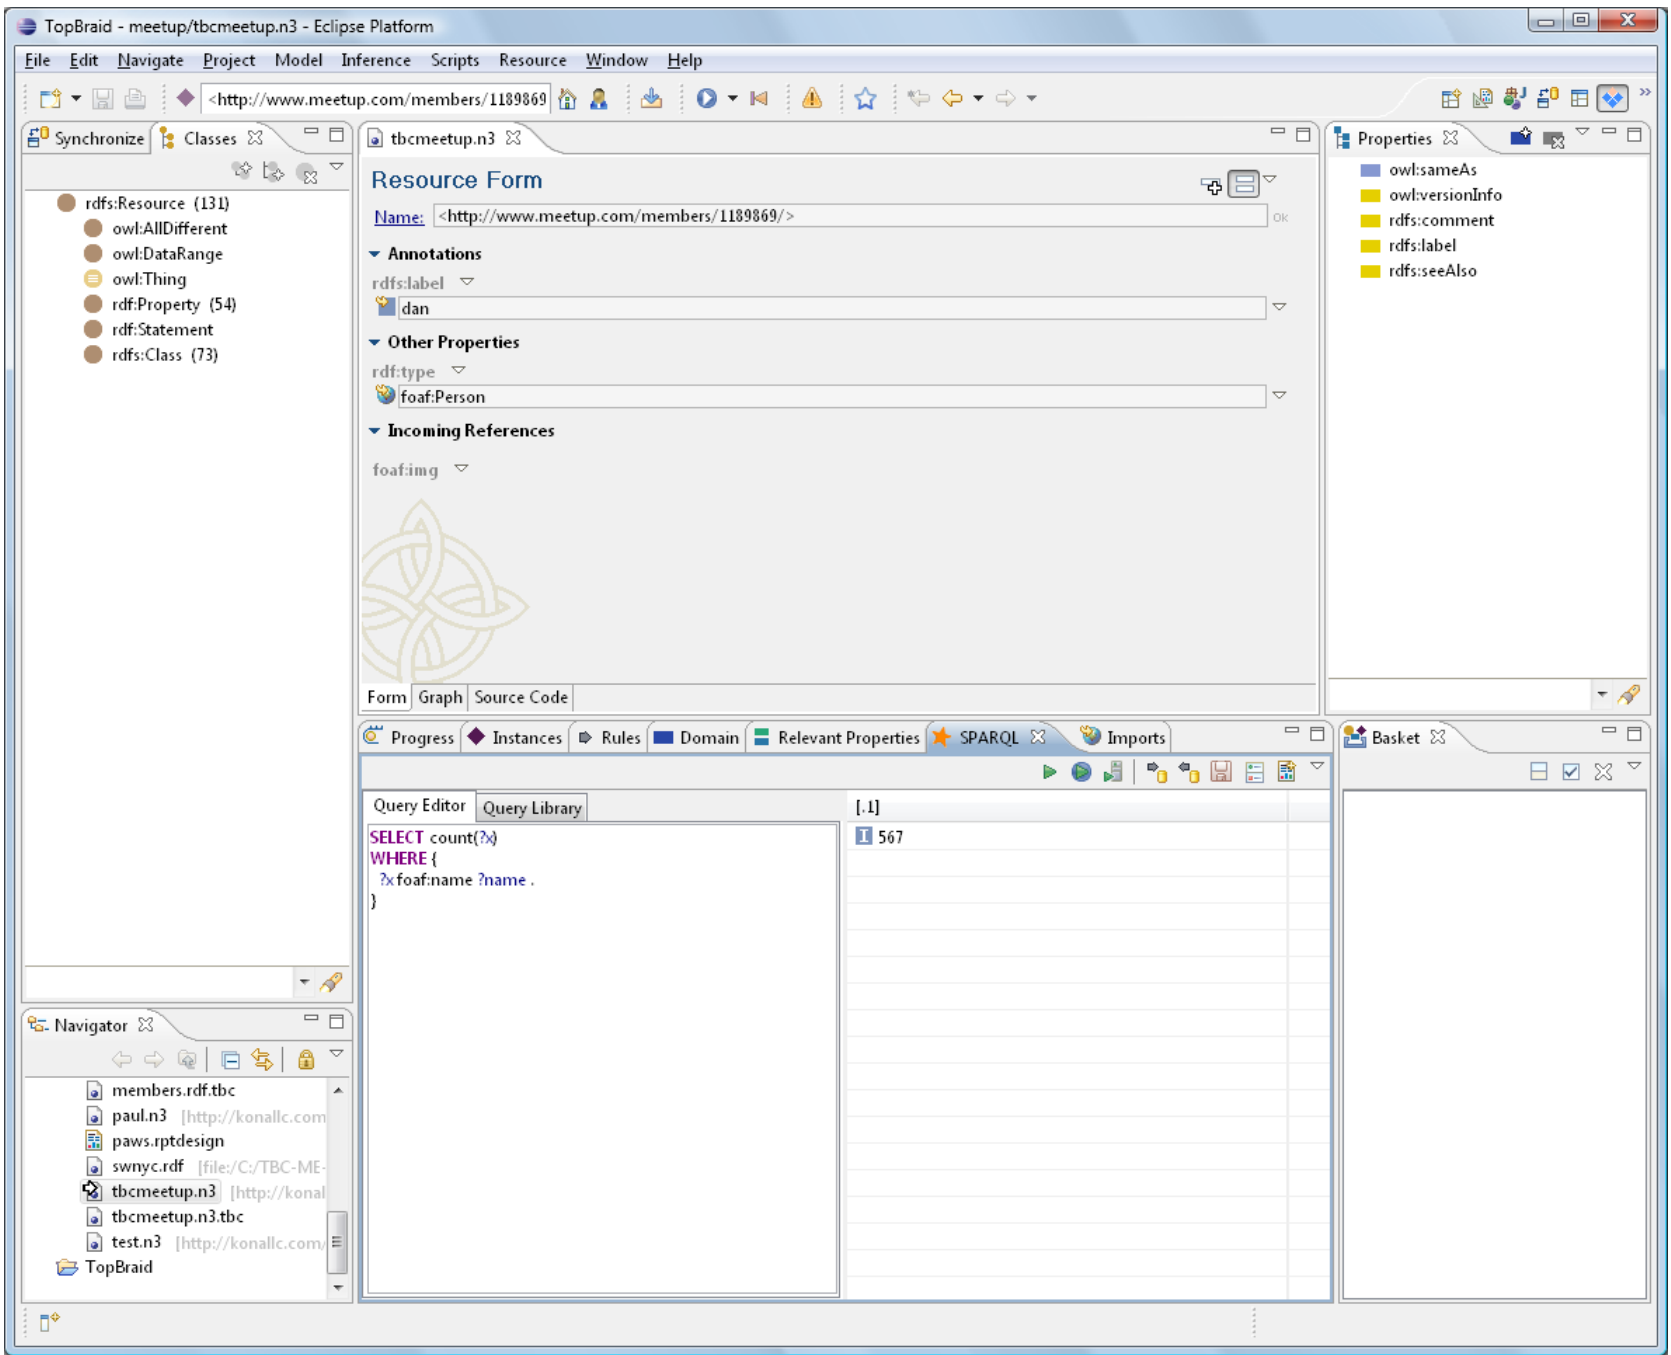 TopBraid - meetup/tbcmeetup.n3 - Eclipse Platform
File Edit Navigate Project Model Inference Scripts Resource Window Help
<http://www.meetup.com/members/1189869
Synchronize Classes
rdfs:Resource (131)
owl:AllDifferent
owl:DataRange
owl:Thing
rdf:Property (54)
rdf:Statement
rdfs:Class (73)
tbcmeetup.n3
Resource Form
Name: <http://www.meetup.com/members/1189869/> Ok
Annotations
rdfs:label
dan
Other Properties
rdf:type
foaf:Person
Incoming References
foaf:img
Form Graph Source Code
Properties
owl:sameAs
owl:versionInfo
rdfs:comment
rdfs:label
rdfs:seeAlso
Progress Instances Rules Domain Relevant Properties SPARQL Imports
Query Editor Query Library
SELECT count(?x)
WHERE {
?x foaf:name ?name .
}
[.1]
567
Basket
Navigator
members.rdf.tbc
paul.n3 [http://konallc.com
paws.rptdesign
swnyc.rdf [file:/C:/TBC-ME-
tbcmeetup.n3 [http://konal
tbcmeetup.n3.tbc
test.n3 [http://konallc.com/
TopBraid